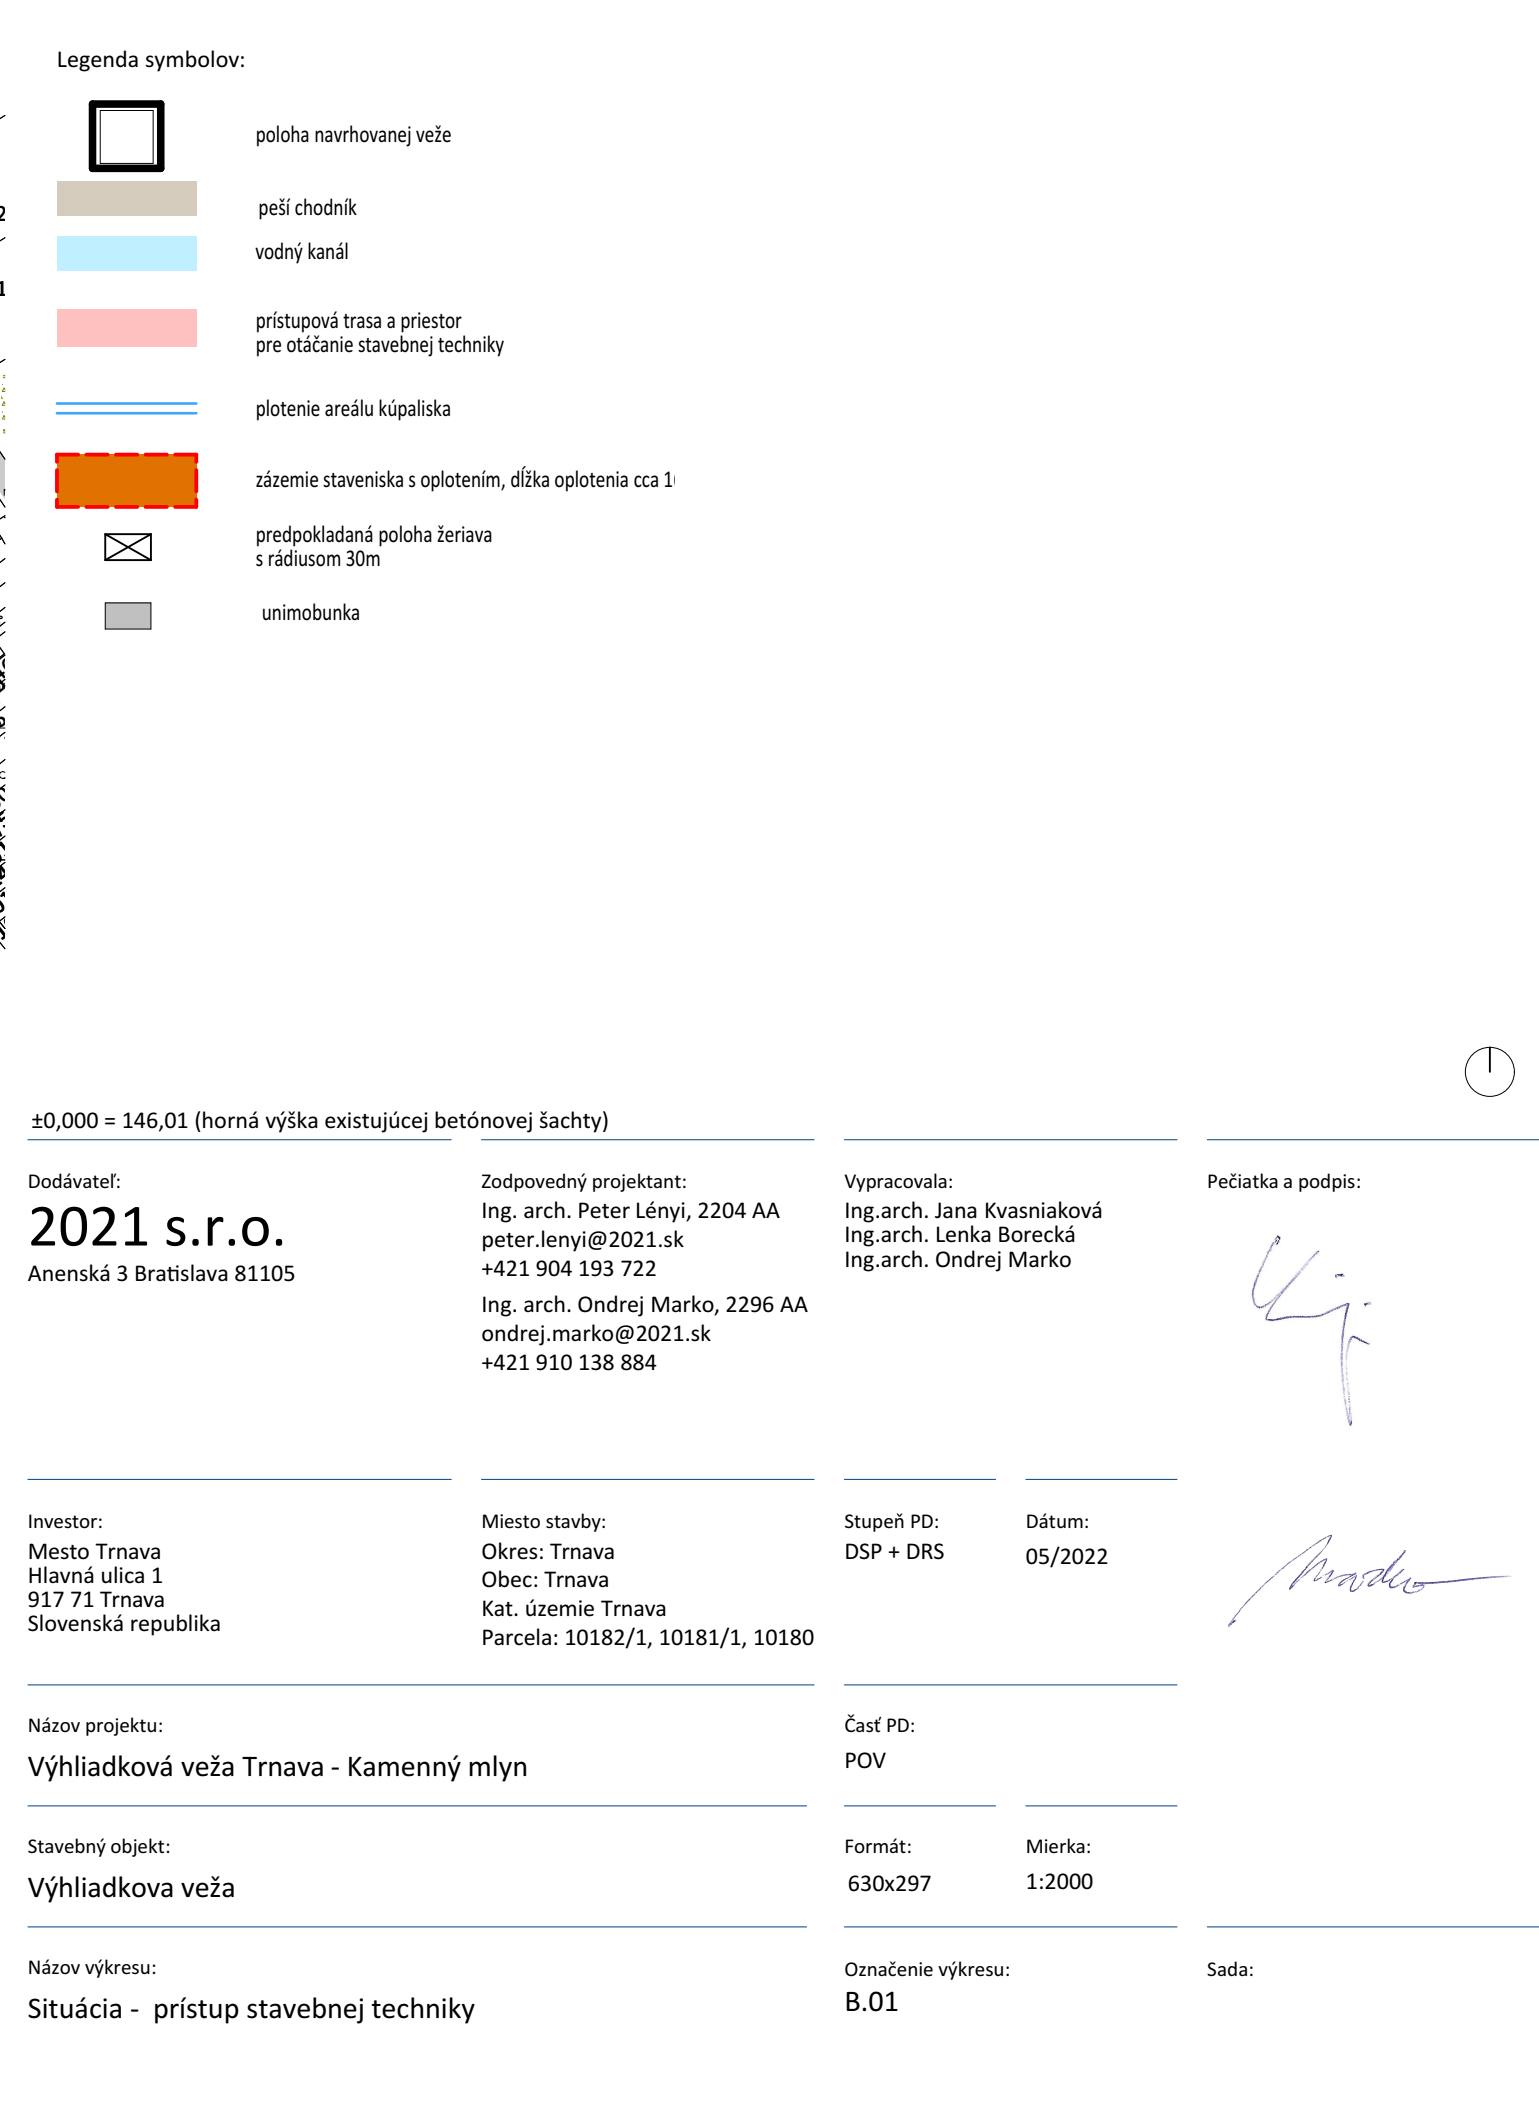 Legenda symbolov:
poloha navrhovanej veže
peší chodník
vodný kanál
prístupová trasa a priestor
pre otáčanie stavebnej techniky
plotenie areálu kúpaliska
zázemie staveniska s oplotením, dĺžka oplotenia cca
predpokladaná poloha žeriava
s rádiusom 30m
unimobunka
±0,000 = 146,01 (horná výška existujúcej betónovej šachty)
Dodávateľ:
2021 s.r.o.
Anenská 3 Bratislava 81105
Zodpovedný projektant:
Ing. arch. Peter Lényi, 2204 AA
peter.lenyi@2021.sk
+421 904 193 722
Ing. arch. Ondrej Marko, 2296 AA
ondrej.marko@2021.sk
+421 910 138 884
Vypracovala:
Ing.arch. Jana Kvasniaková
Ing.arch. Lenka Borecká
Ing.arch. Ondrej Marko
Pečiatka a podpis:
Investor:
Mesto Trnava
Hlavná ulica 1
917 71 Trnava
Slovenská republika
Miesto stavby:
Okres: Trnava
Obec: Trnava
Kat. územie Trnava
Parcela: 10182/1, 10181/1, 10180
Stupeň PD:
DSP + DRS
Dátum:
05/2022
Názov projektu:
Výhliadková veža Trnava - Kamenný mlyn
Časť PD:
POV
Stavebný objekt:
Výhliadkova veža
Formát:
630x297
Mierka:
1:2000
Názov výkresu:
Situácia - prístup stavebnej techniky
Označenie výkresu:
B.01
Sada: